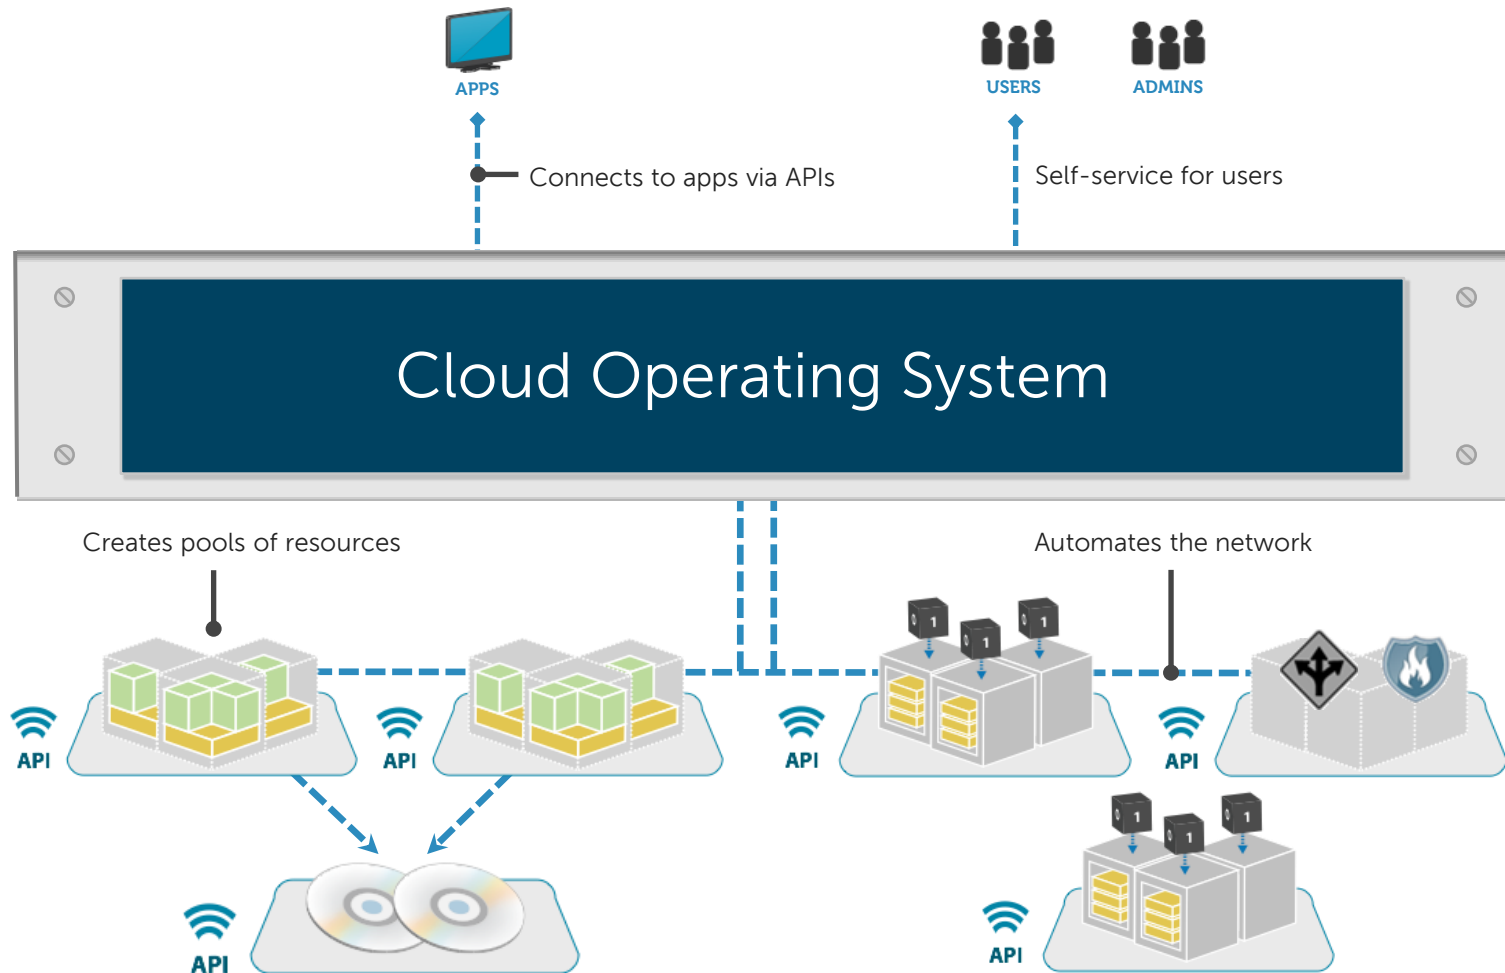 APPS
USERS
ADMINS
Connects to apps via APIs
Self-service for users
Cloud Operating System
Creates pools of resources
Automates the network
1
1
1
API
API
API
API
0 1
1
1
API
API